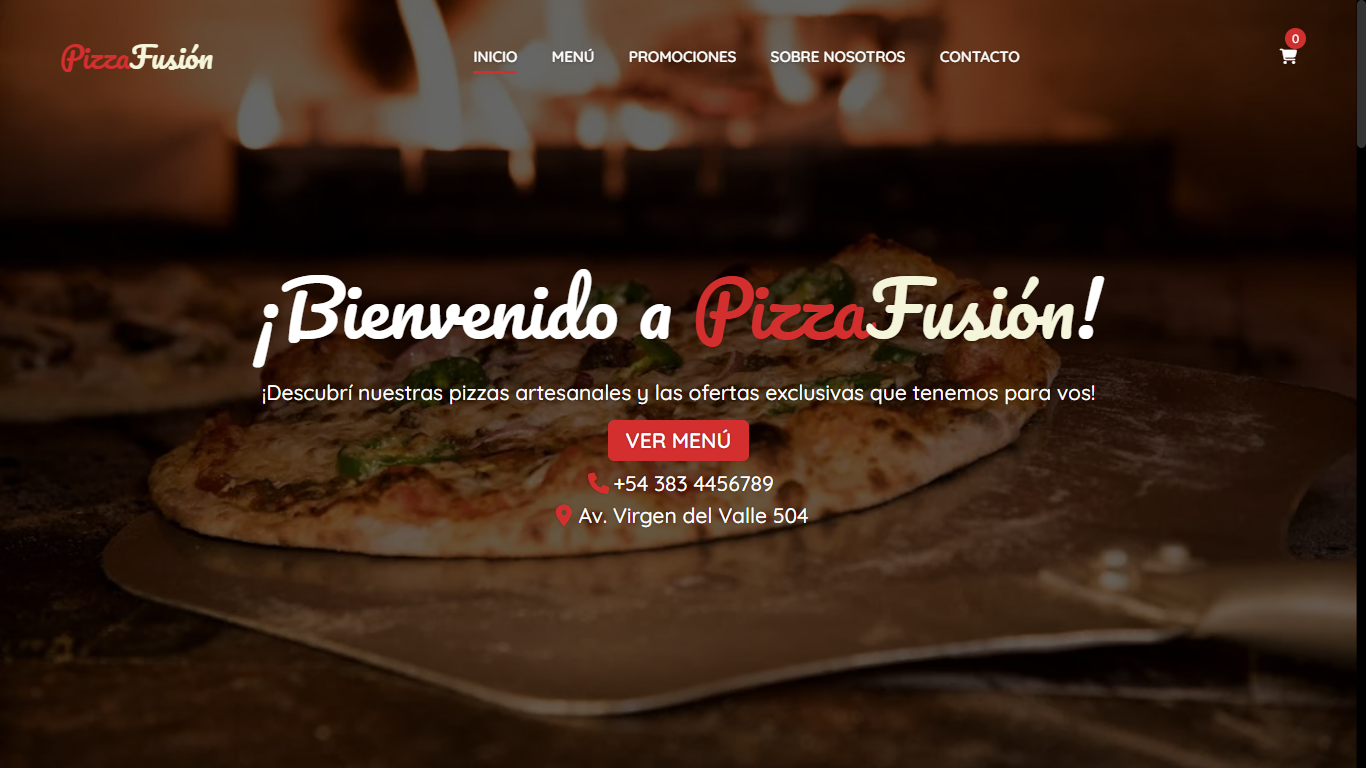 PizzaFusión
INICIO MENÚ PROMOCIONES SOBRE NOSOTROS CONTACTO
0
¡Bienvenido a PizzaFusión!
¡Descubrí nuestras pizzas artesanales y las ofertas exclusivas que tenemos para vos!
VER MENÚ
+54 383 4456789
Av. Virgen del Valle 504